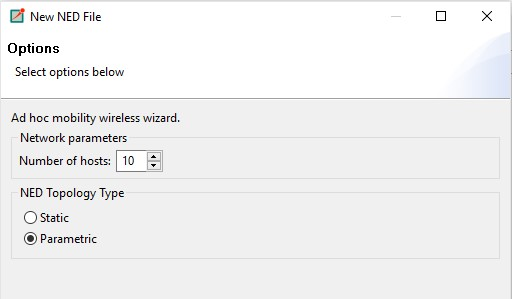 New NED File
Options
Select options below
Ad hoc mobility wireless wizard.
Network parameters
Number of hosts: 10
NED Topology Type
Static
Parametric